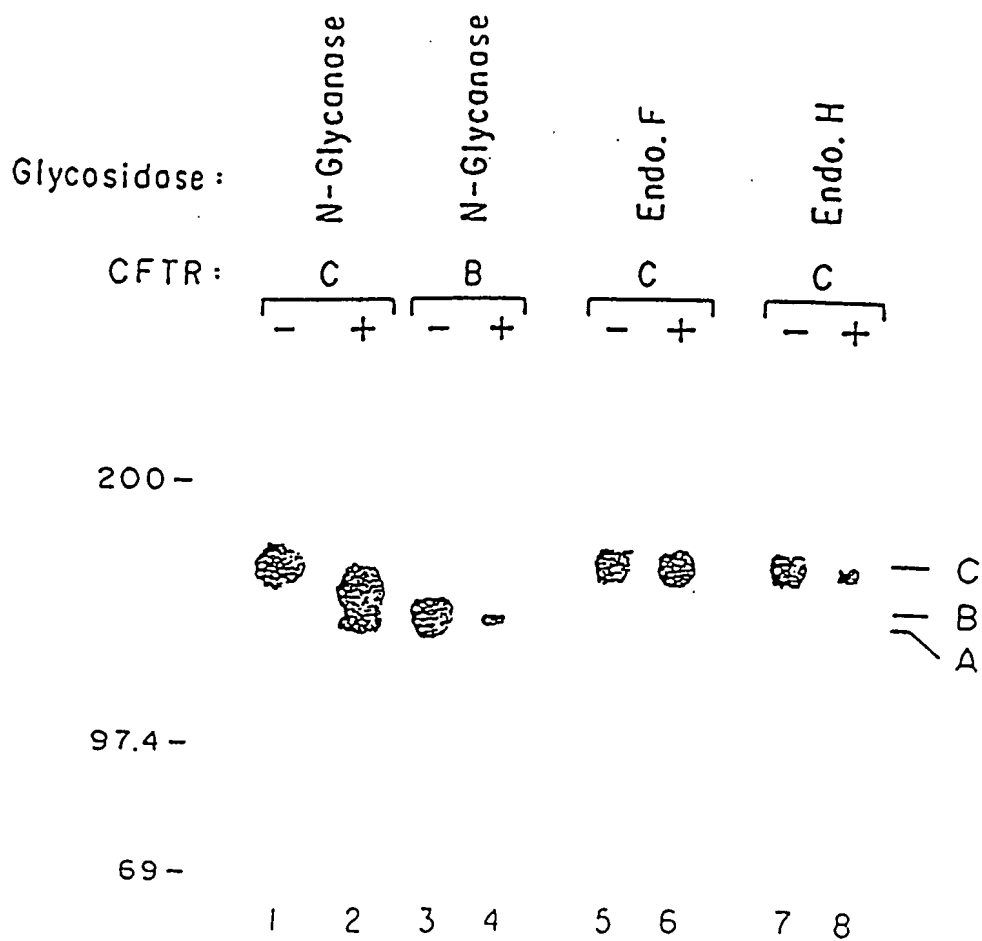 Glycosidase: N-Glycanase N-Glycanase Endo. F Endo. H
CFTR: C B C C
- + - + - + - +
200-
C
B
A
97.4-
69-
1 2 3 4 5 6 7 8